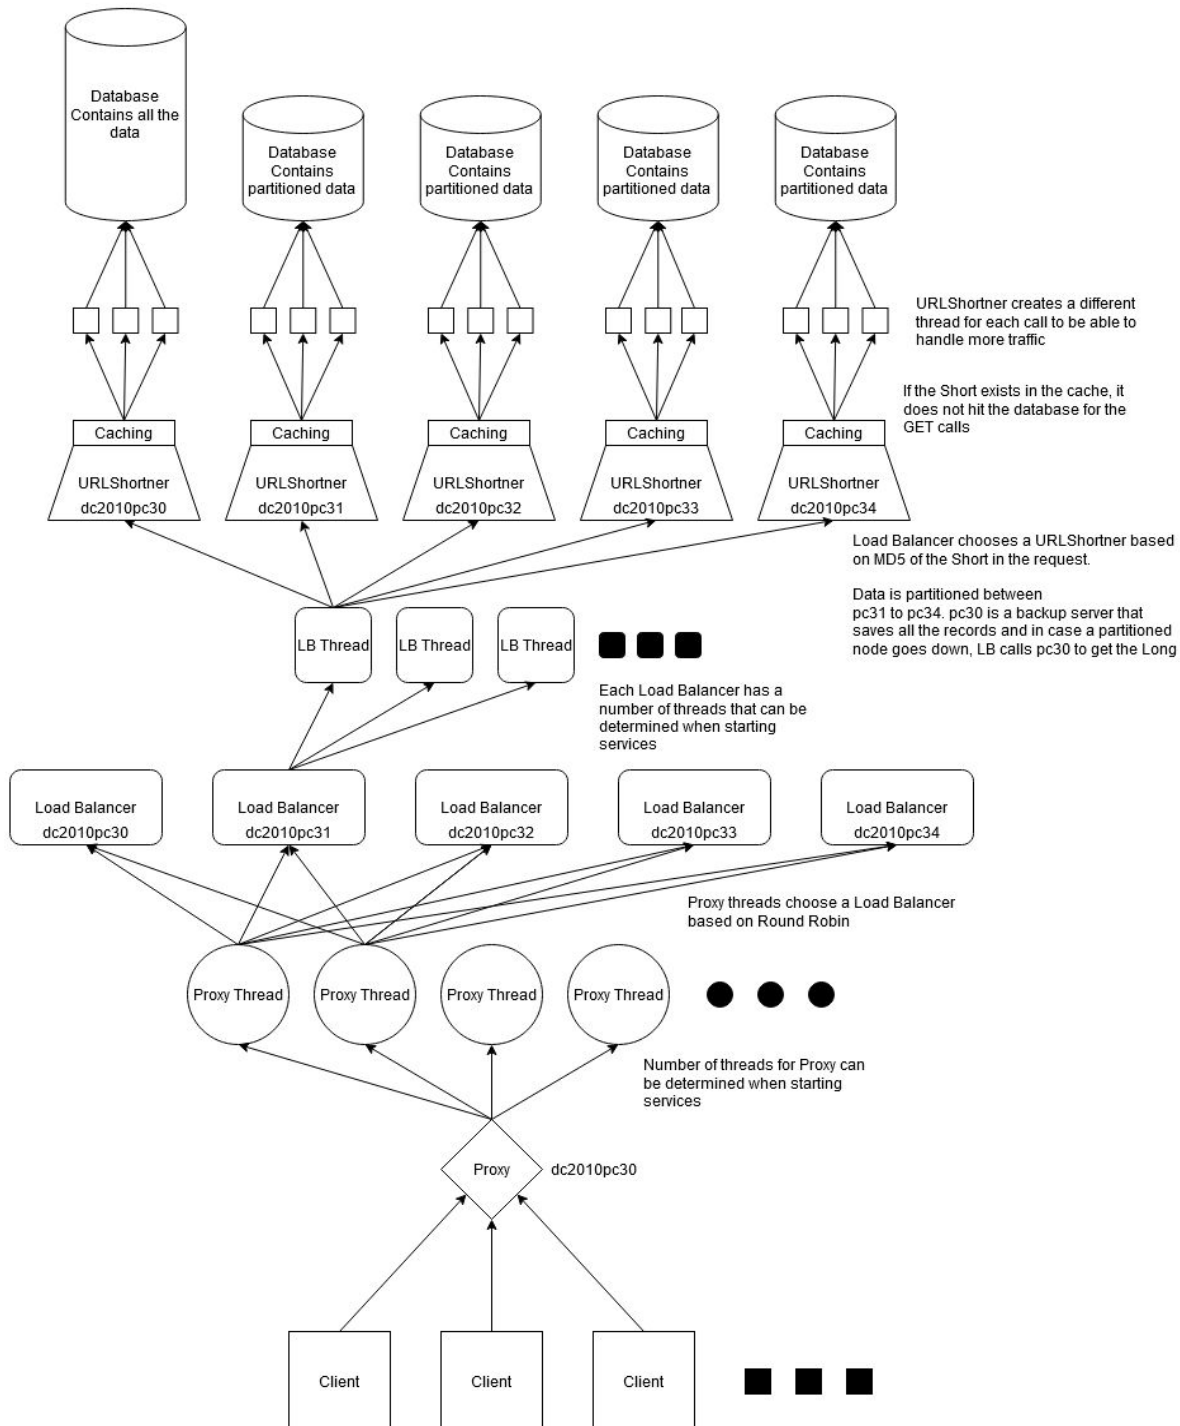 Database
Contains all the
data
Database
Contains
partitioned data
Database
Contains
partitioned data
Database
Contains
partitioned data
Database
Contains
partitioned data
URLShortner creates a different
thread for each call to be able to
handle more traffic
If the Short exists in the cache, it
does not hit the database for the
GET calls
Caching
Caching
Caching
Caching
Caching
URLShortner
dc2010pc30
URLShortner
dc2010pc31
URLShortner
dc2010pc32
URLShortner
dc2010pc33
URLShortner
dc2010pc34
Load Balancer chooses a URLShortner based
on MD5 of the Short in the request.
Data is partitioned between
pc31 to pc34. pc30 is a backup server that
saves all the records and in case a partitioned
node goes down, LB calls pc30 to get the Long
LB Thread
LB Thread
LB Thread
Each Load Balancer has a
number of threads that can be
determined when starting
services
Load Balancer
dc2010pc30
Load Balancer
dc2010pc31
Load Balancer
dc2010pc32
Load Balancer
dc2010pc33
Load Balancer
dc2010pc34
Proxy threads choose a Load Balancer
based on Round Robin
Proxy Thread
Proxy Thread
Proxy Thread
Proxy Thread
Number of threads for Proxy can
be determined when starting
services
Proxy
dc2010pc30
Client
Client
Client